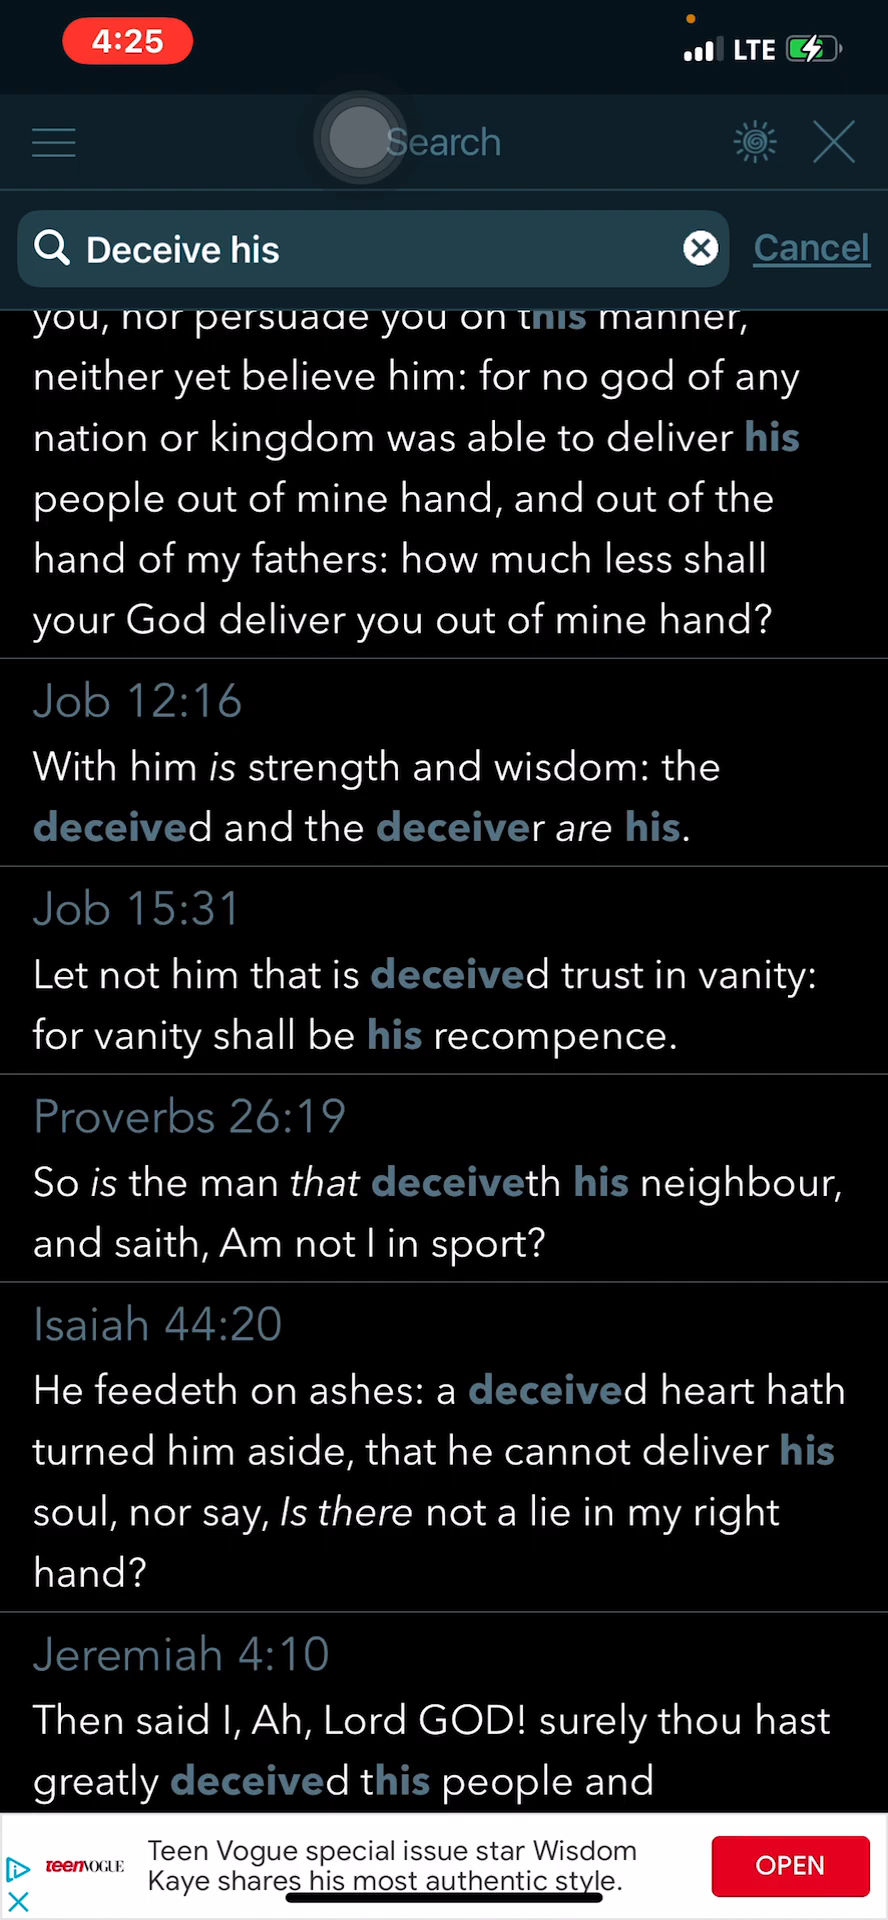 4:25
LTE
Search
Deceive his
Cancel
you, nor persuade you on this manner,
neither yet believe him: for no god of any
nation or kingdom was able to deliver his
people out of mine hand, and out of the
hand of my fathers: how much less shall
your God deliver you out of mine hand?
Job 12:16
With him is strength and wisdom: the
deceived and the deceiver are his.
Job 15:31
Let not him that is deceived trust in vanity:
for vanity shall be his recompence.
Proverbs 26:19
So is the man that deceiveth his neighbour,
and saith, Am not I in sport?
Isaiah 44:20
He feedeth on ashes: a deceived heart hath
turned him aside, that he cannot deliver his
soul, nor say, Is there not a lie in my right
hand?
Jeremiah 4:10
Then said I, Ah, Lord GOD! surely thou hast
greatly deceived this people and
teenVOGUE
Teen Vogue special issue star Wisdom
Kaye shares his most authentic style.
OPEN